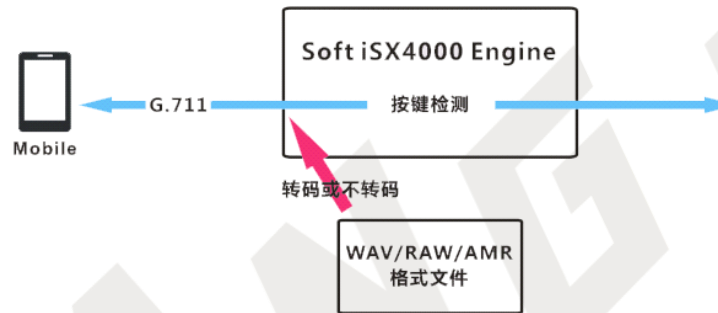 Soft iSX4000 Engine
G.711
按键检测
Mobile
转码或不转码
WAV/RAW/AMR
格式文件